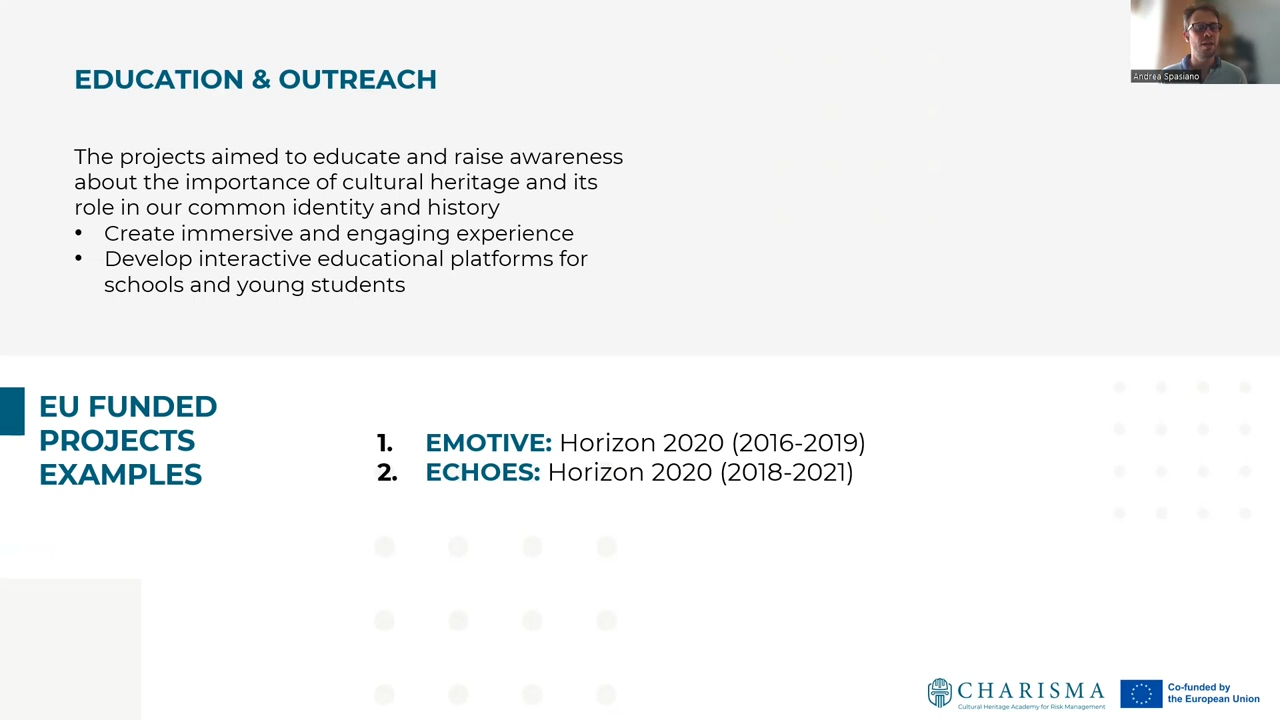 Andrea Spasiano
EDUCATION & OUTREACH
The projects aimed to educate and raise awareness
about the importance of cultural heritage and its
role in our common identity and history
• Create immersive and engaging experience
• Develop interactive educational platforms for
schools and young students
EU FUNDED
PROJECTS
EXAMPLES
1. EMOTIVE: Horizon 2020 (2016-2019)
2. ECHOES: Horizon 2020 (2018-2021)
CHARISMA
Cultural Heritage Academy for Risk Management
Co-funded by
the European Union